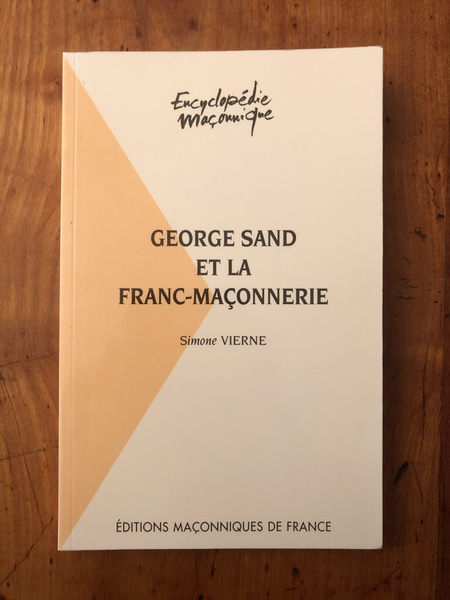 Encyclopédie
Maçonnique
GEORGE SAND
ET LA
FRANC-MAÇONNERIE
Simone VIERNE
ÉDITIONS MAÇONNIQUES DE FRANCE